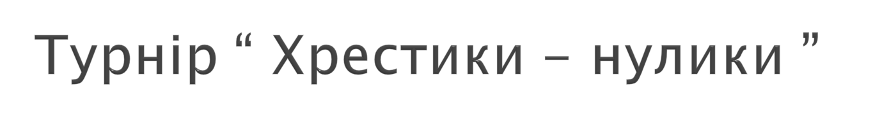 Турнір “ Хрестики – нулики ”